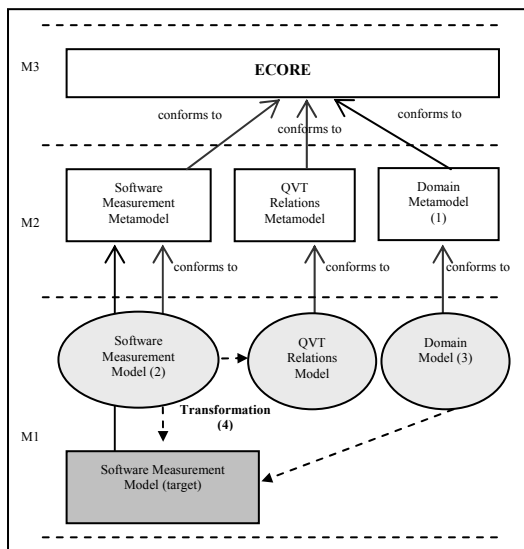 M3
ECORE
conforms to
conforms to
conforms to
M2
Software
Measurement
Metamodel
QVT
Relations
Metamodel
Domain
Metamodel
(1)
conforms to
conforms to
conforms to
M1
Software
Measurement
Model (2)
QVT
Relations
Model
Domain
Model (3)
Transformation
(4)
Software Measurement
Model (target)